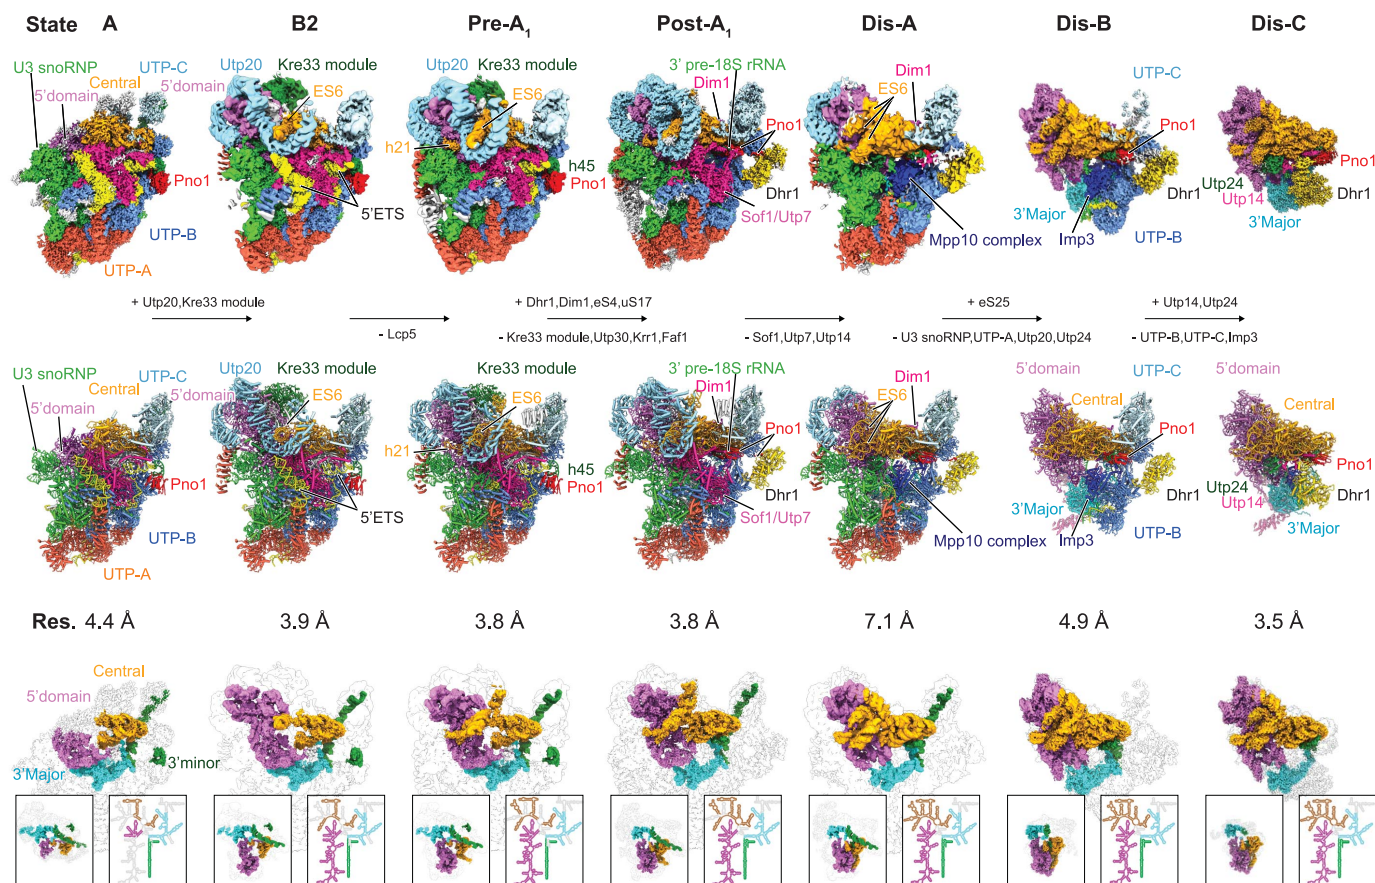 State A B2 Pre-A1 Post-A1 Dis-A Dis-B Dis-C
U3 snoRNP
Central
UTP-C
5'domain
Pno1
UTP-B
UTP-A
Utp20
Kre33 module
5'domain
ES6
5'ETS
Utp20
Kre33 module
ES6
h21
h45
Pno1
3' pre-18S rRNA
Dim1
Pno1
Dhr1
Sof1/Utp7
Dim1
ES6
Mpp10 complex
UTP-C
Pno1
Dhr1
3'Major
Imp3
UTP-B
Pno1
Utp24
Utp14
Dhr1
3'Major
+ Utp20,Kre33 module
- Lcp5
+ Dhr1,Dim1,eS4,uS17
- Kre33 module,Utp30,Krr1,Faf1
- Sof1,Utp7,Utp14
+ eS25
- U3 snoRNP,UTP-A,Utp20,Utp24
+ Utp14,Utp24
- UTP-B,UTP-C,Imp3
U3 snoRNP
Central
UTP-C
5'domain
Pno1
UTP-B
UTP-A
Utp20
Kre33 module
5'domain
ES6
5'ETS
Kre33 module
ES6
h21
h45
Pno1
3' pre-18S rRNA
Dim1
Pno1
Dhr1
Sof1/Utp7
Dim1
ES6
Mpp10 complex
5'domain
UTP-C
Central
Pno1
Dhr1
3'Major
Imp3
UTP-B
5'domain
Central
Pno1
Utp24
Utp14
Dhr1
3'Major
Res. 4.4 Å 3.9 Å 3.8 Å 3.8 Å 7.1 Å 4.9 Å 3.5 Å
Central
5'domain
3'Major
3'minor